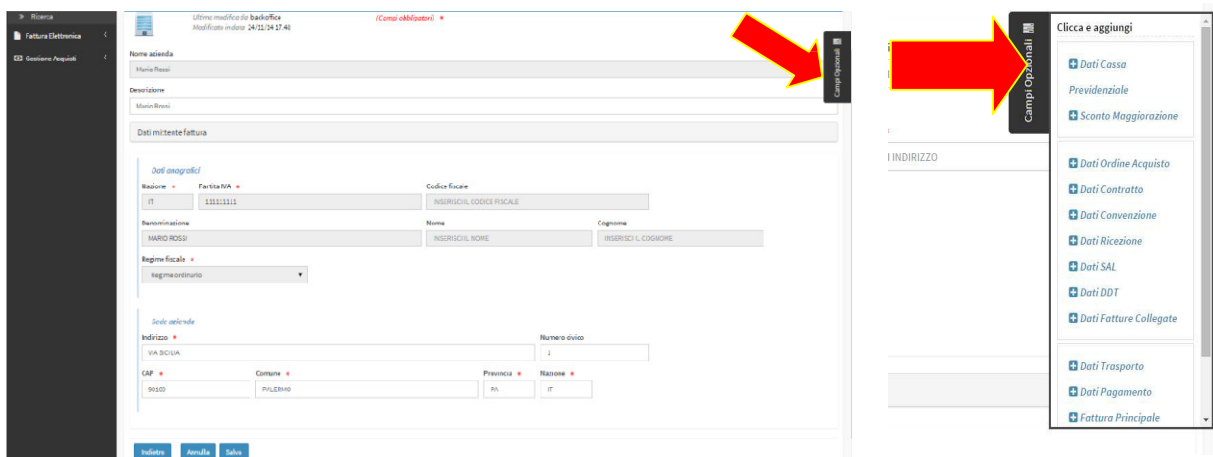 Ricerca
Fattura Elettronica
Gestione Acquisti
Ultima modifica da backoffice
Modificato in data 24/11/14 17.40
(Campi obbligatori) *
Nome azienda
Mario Rossi
Descrizione
Mario Rossi
Dati mittente fattura
Dati anagrafici
Nazione * Partita IVA * Codice fiscale
IT INSERISCI IL CODICE FISCALE
Denominazione Nome Cognome
MARIO ROSSI INSERISCI IL NOME INSERISCI IL COGNOME
Regime fiscale *
Regime ordinario
Sede azienda
Indirizzo * Numero civico
VIA SICILIA 1
CAP * Comune * Provincia * Nazione *
90100 PALERMO PA IT
Indietro Annulla Salva
Campi Opzionali
INDIRIZZO
Campi Opzionali
Clicca e aggiungi
Dati Cassa
Previdenziale
Sconto Maggiorazione
Dati Ordine Acquisto
Dati Contratto
Dati Convenzione
Dati Ricezione
Dati SAL
Dati DDT
Dati Fatture Collegate
Dati Trasporto
Dati Pagamento
Fattura Principale